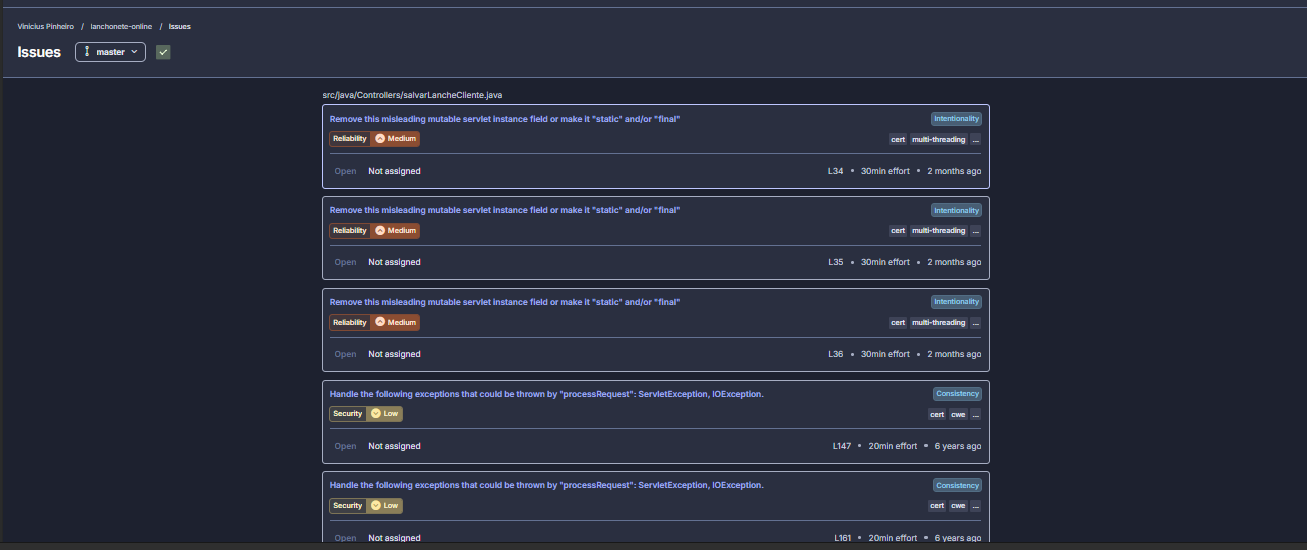 Vinicius Pinheiro / lanchonete-online / Issues
Issues master
src/java/Controllers/salvarLancheCliente.java
Remove this misleading mutable servlet instance field or make it "static" and/or "final" Intentionality
Reliability Medium cert multi-threading ...
Open Not assigned L34 • 30min effort • 2 months ago
Remove this misleading mutable servlet instance field or make it "static" and/or "final" Intentionality
Reliability Medium cert multi-threading ...
Open Not assigned L35 • 30min effort • 2 months ago
Remove this misleading mutable servlet instance field or make it "static" and/or "final" Intentionality
Reliability Medium cert multi-threading ...
Open Not assigned L36 • 30min effort • 2 months ago
Handle the following exceptions that could be thrown by "processRequest": ServletException, IOException. Consistency
Security Low cert cwe ...
Open Not assigned L147 • 20min effort • 6 years ago
Handle the following exceptions that could be thrown by "processRequest": ServletException, IOException. Consistency
Security Low cert cwe ...
Open Not assigned L161 • 20min effort • 6 years ago